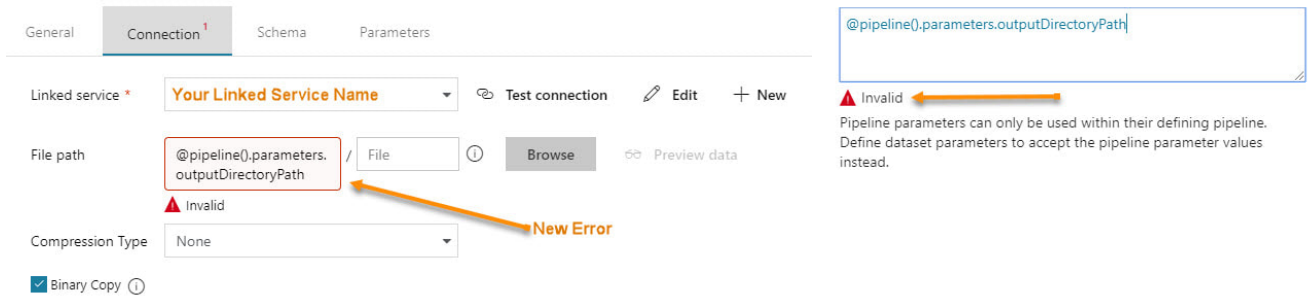 General
Connection 1
Schema
Parameters
Linked service *
Your Linked Service Name
Test connection
Edit
+ New
File path
@pipeline().parameters.
outputDirectoryPath
/
File
Browse
Preview data
Invalid
New Error
Compression Type
None
Binary Copy
@pipeline().parameters.outputDirectoryPath
Invalid
Pipeline parameters can only be used within their defining pipeline.
Define dataset parameters to accept the pipeline parameter values
instead.